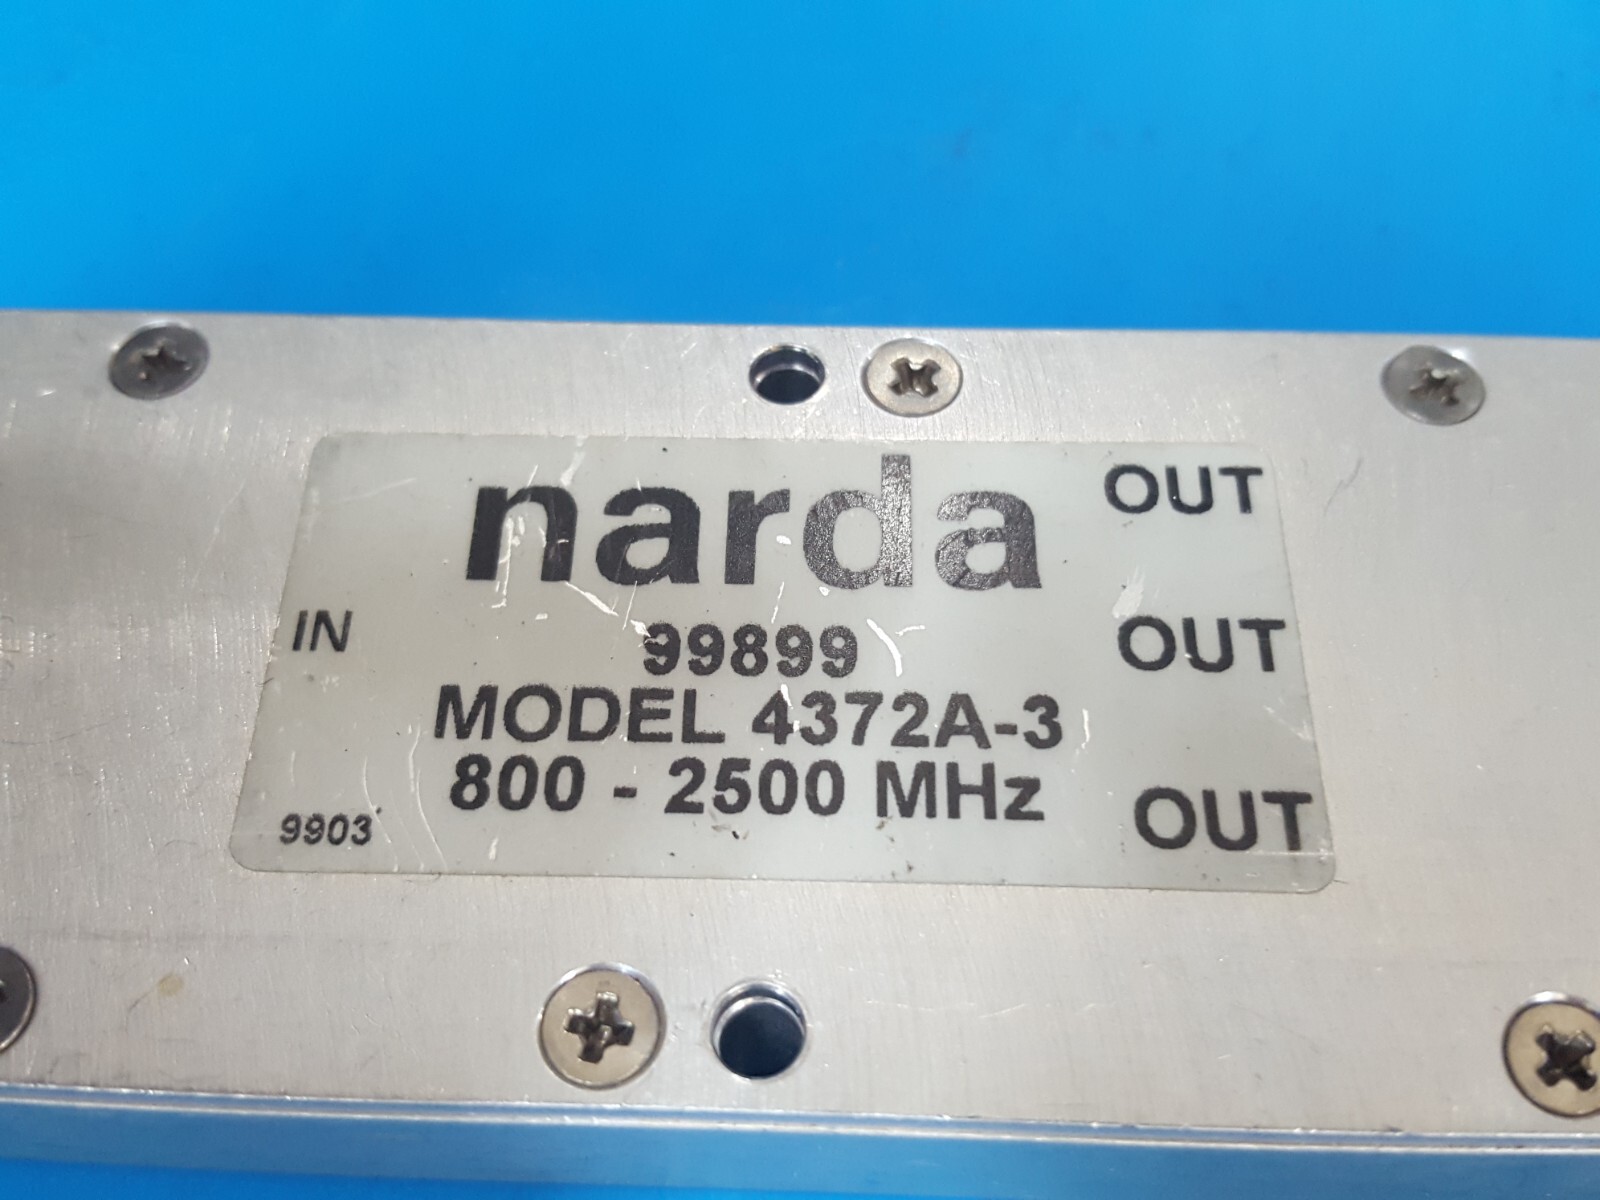 narda
OUT
IN
99899
OUT
MODEL 4372A-3
800 - 2500 MHz
9903
OUT